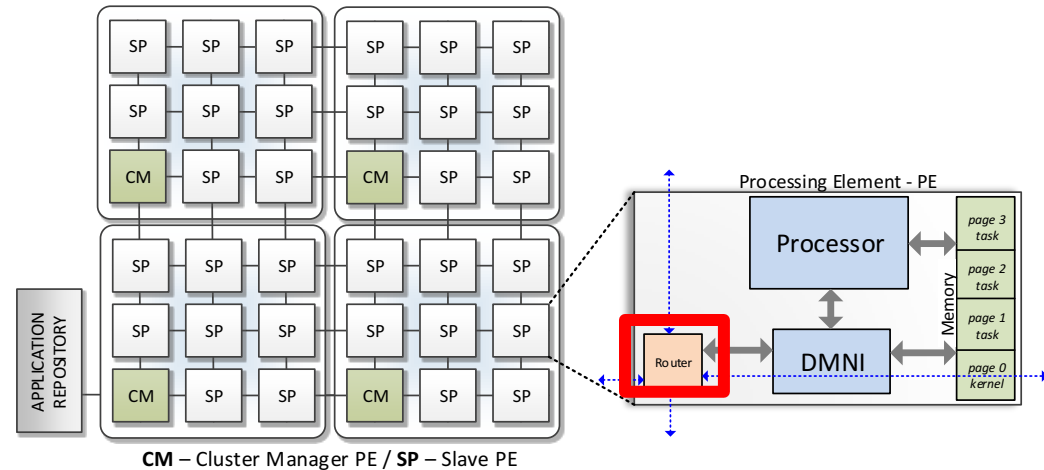 SP SP SP SP SP SP
SP SP SP SP SP SP
CM SP SP CM SP SP
SP SP SP SP SP SP
SP SP SP SP SP SP
CM SP SP CM SP SP
APPLICATION
REPOSITORY
CM – Cluster Manager PE / SP – Slave PE
Processing Element - PE
Processor
Router
DMNI
Memory
page 3
task
page 2
task
page 1
task
page 0
kernel